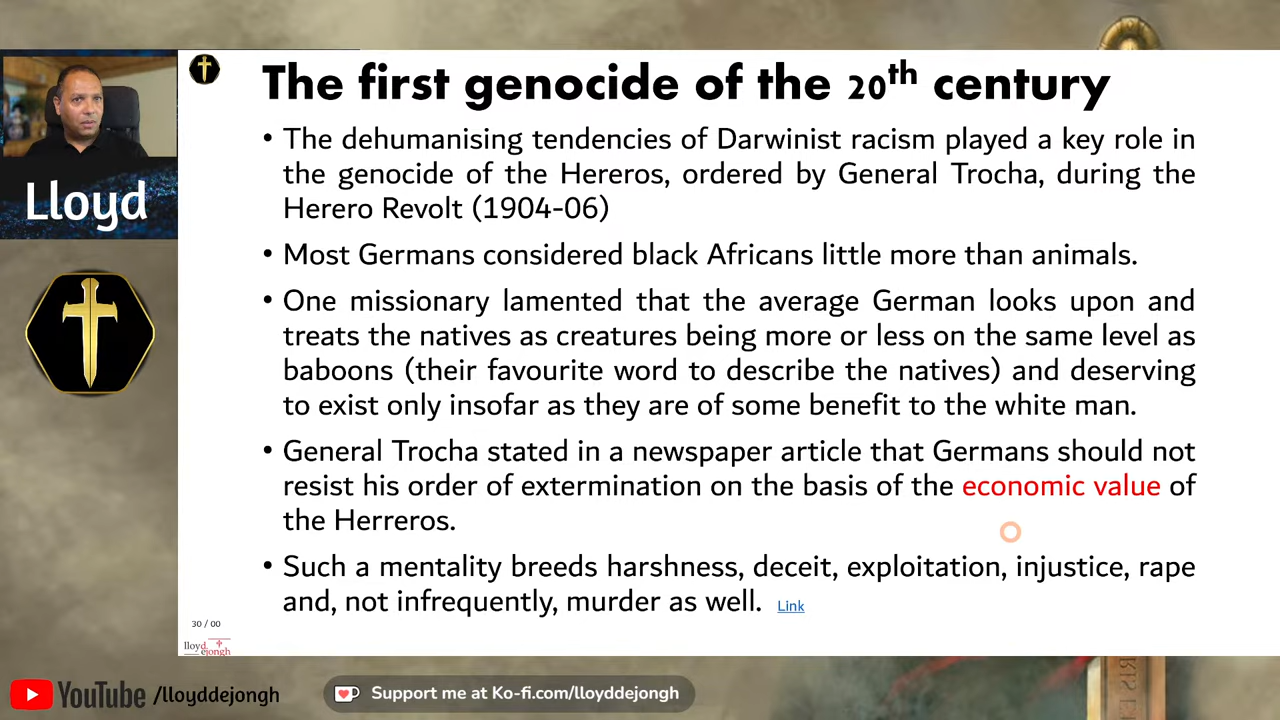 The first genocide of the 20th century
• The dehumanising tendencies of Darwinist racism played a key role in
the genocide of the Hereros, ordered by General Trocha, during the
Herero Revolt (1904-06)
• Most Germans considered black Africans little more than animals.
• One missionary lamented that the average German looks upon and
treats the natives as creatures being more or less on the same level as
baboons (their favourite word to describe the natives) and deserving
to exist only insofar as they are of some benefit to the white man.
• General Trocha stated in a newspaper article that Germans should not
resist his order of extermination on the basis of the economic value of
the Herreros.
• Such a mentality breeds harshness, deceit, exploitation, injustice, rape
and, not infrequently, murder as well. Link
Lloyd
30 / 00
lloyd
ejongh
YouTube /lloyddejongh
Support me at Ko-fi.com/lloyddejongh